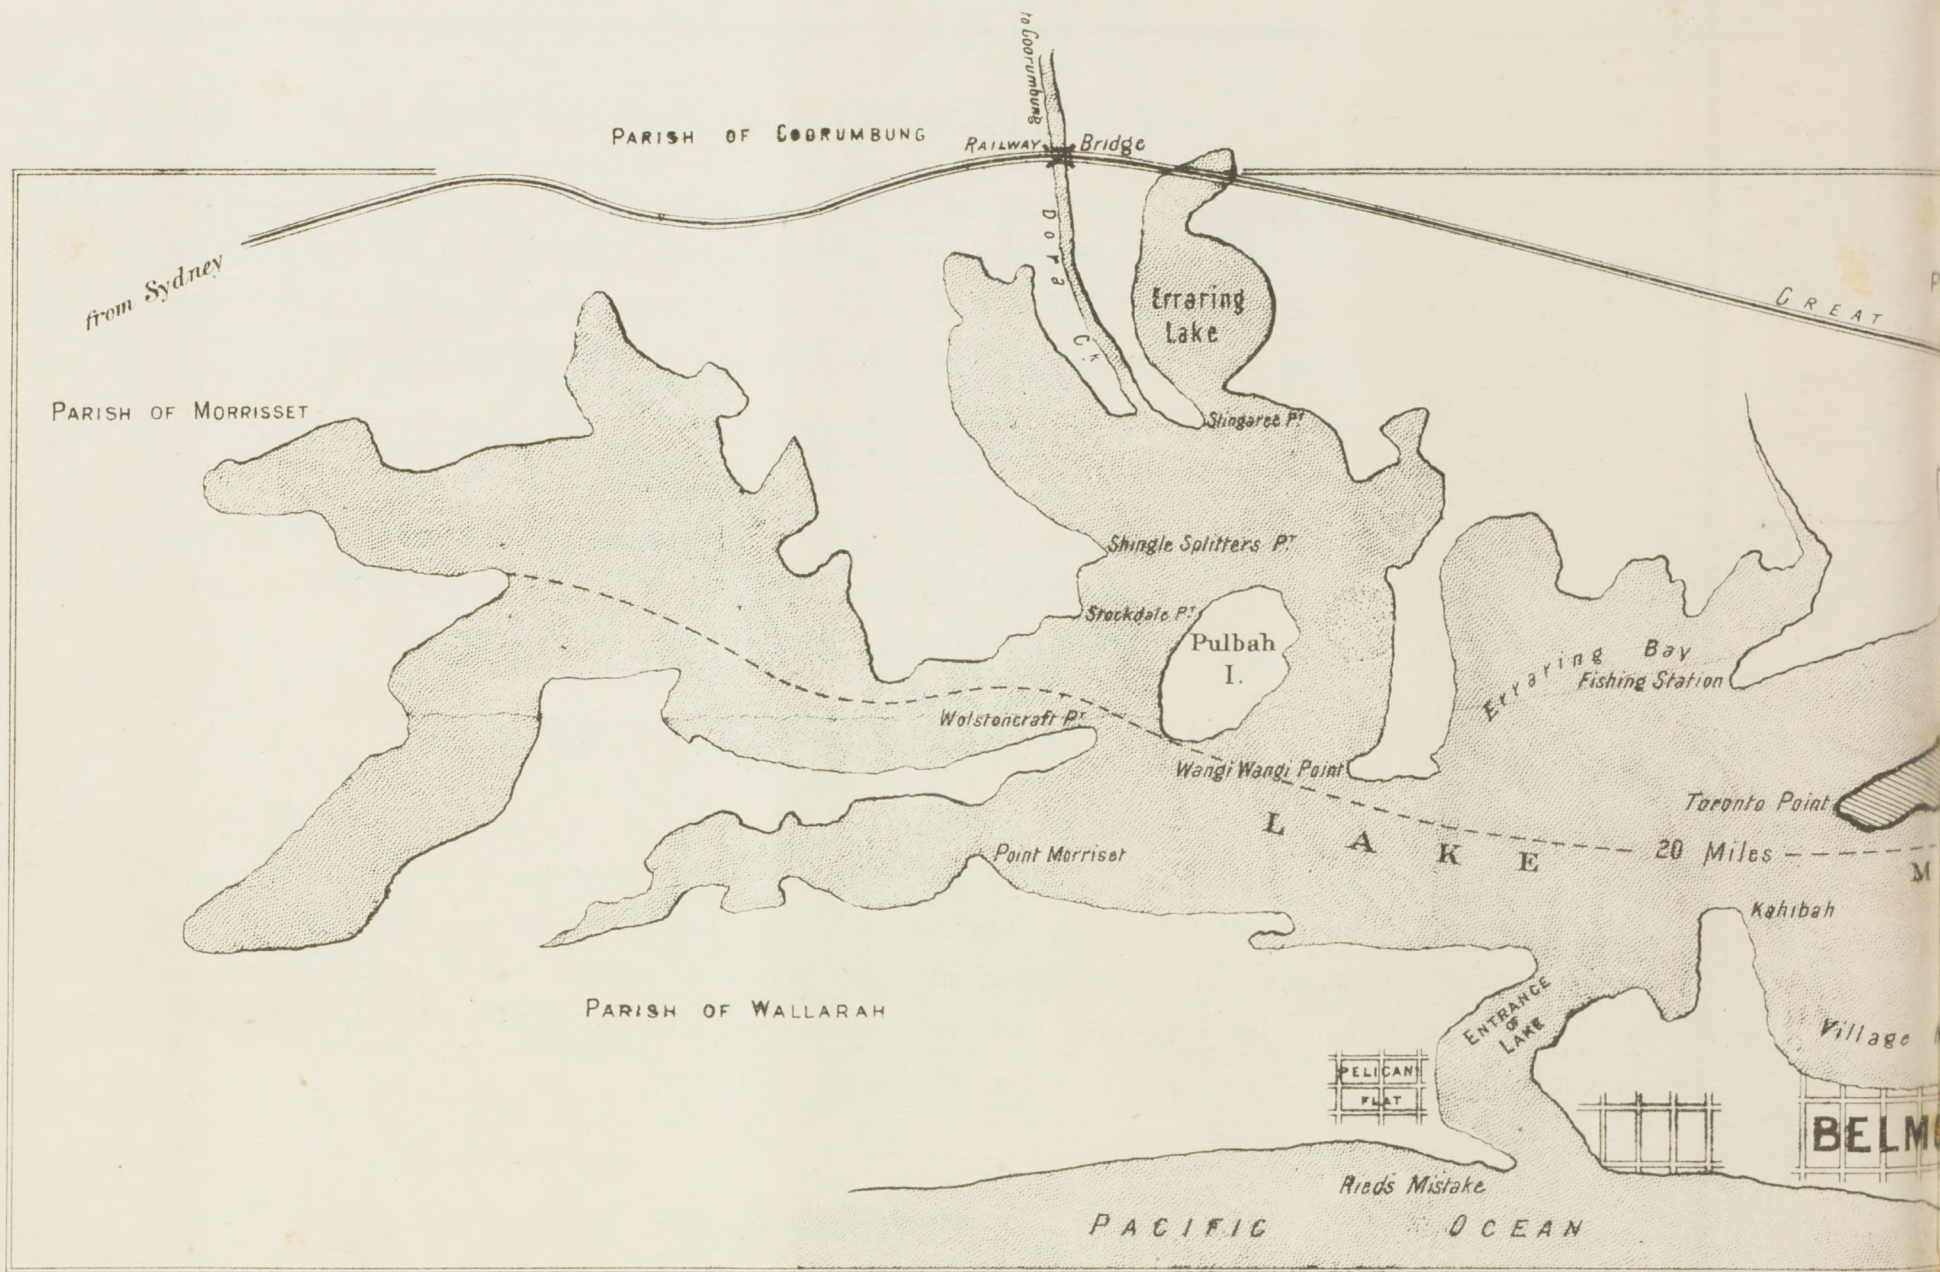 to Coorumbung
PARISH OF COORUMBUNG
RAILWAY Bridge
from Sydney
Dora Ck
Erraring
Lake
GREAT
PARISH OF MORRISSET
Stingaree Pt
Shingle Splitters Pt
Stockdale Pt
Pulbah
I.
Erraring Bay
Fishing Station
Wolstoncraft Pt
Wangi Wangi Point
Toronto Point
LAKE
20 Miles
M
Point Morriset
Kahibah
PARISH OF WALLARAH
ENTRANCE
OF
LAKE
Village
PELICAN
FLAT
BELM
Rieds Mistake
PACIFIC OCEAN